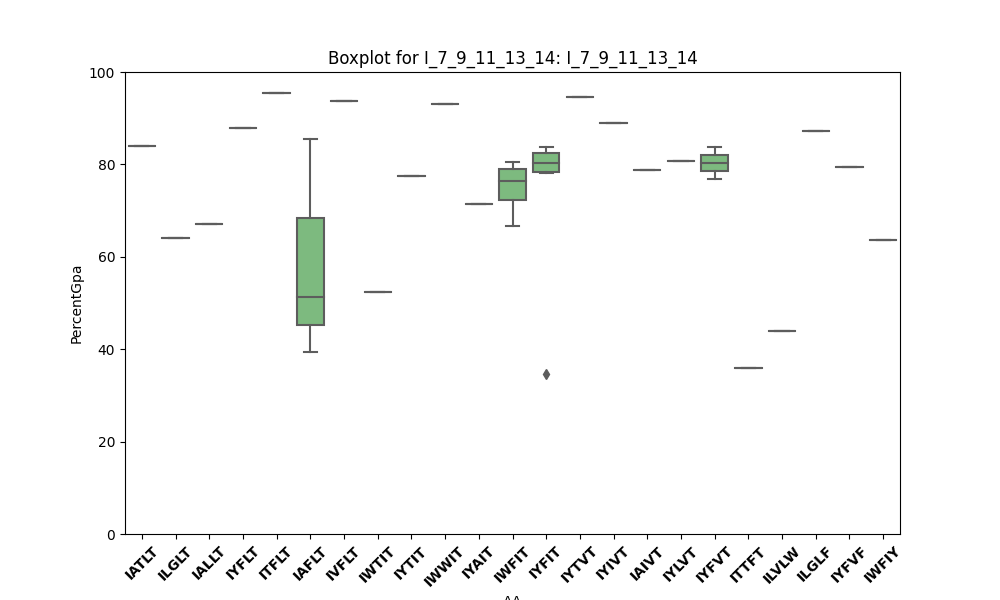 Boxplot for I_7_9_11_13_14: I_7_9_11_13_14
100
80
60
40
20
0
PercentGpa
IATLT
ILGLT
IALLT
IYFLT
ITFLT
IAFLT
IVFLT
IWTIT
IYTIT
IWWIT
IYAIT
IWFIT
IYFIT
IYTVT
IYIVT
IAIVT
IYLVT
IYFVT
ITTFT
ILVLW
ILGLF
IYFVF
IWFIY
AA